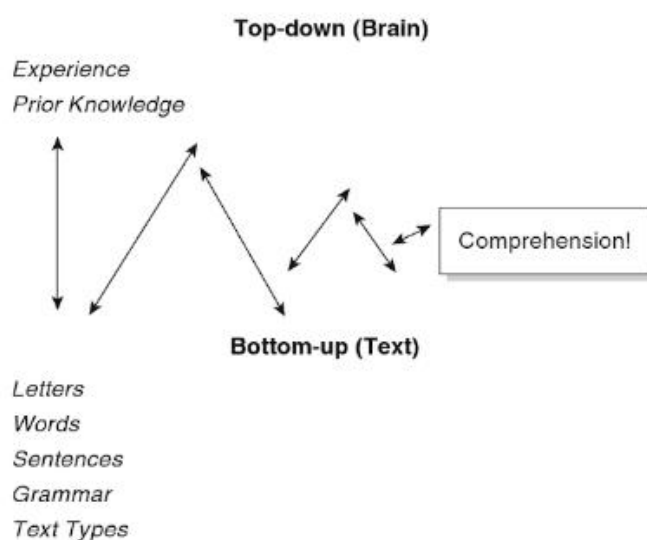 Top-down (Brain)
Experience
Prior Knowledge
Comprehension!
Bottom-up (Text)
Letters
Words
Sentences
Grammar
Text Types